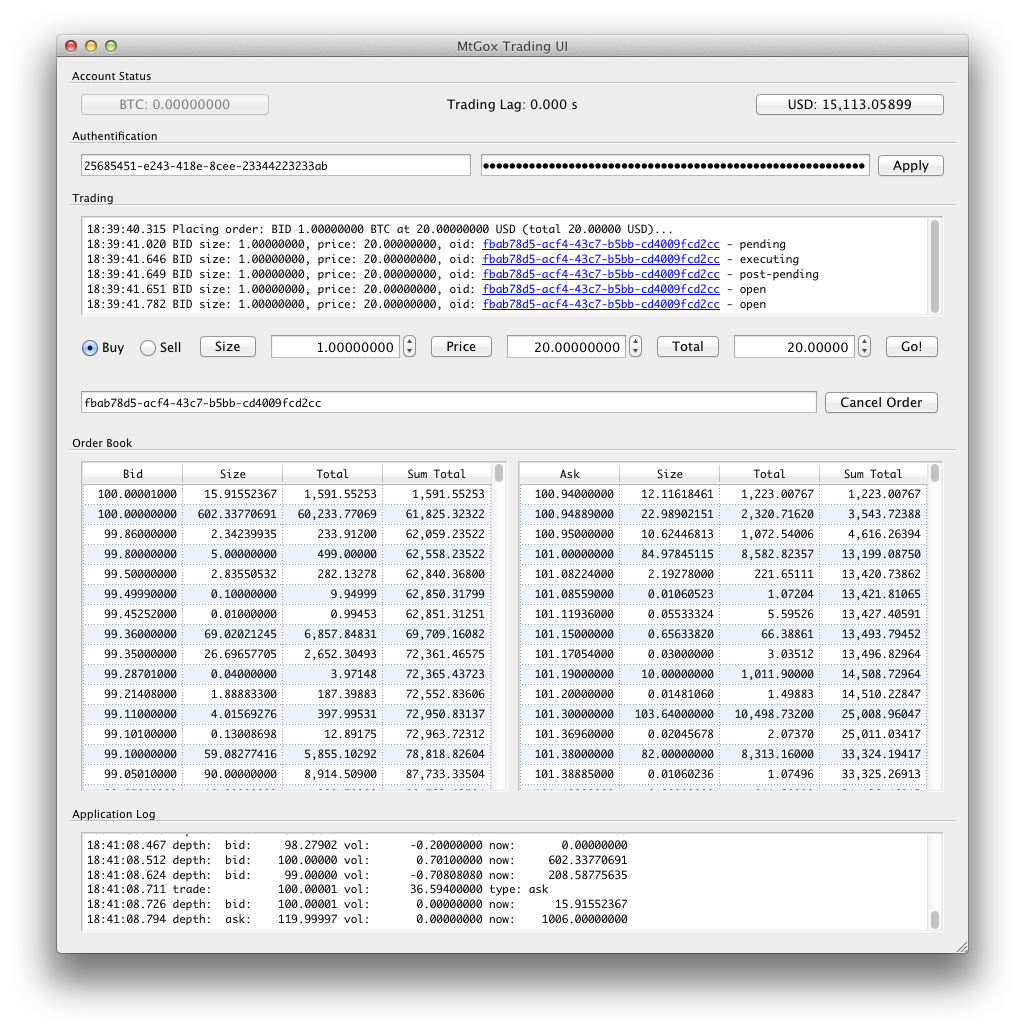 MtGox Trading UI
Account Status
BTC: 0.00000000 Trading Lag: 0.000 s USD: 15,113.05899
Authentification
25685451-e243-418e-8cee-23344223233ab Apply
Trading
18:39:40.315 Placing order: BID 1.00000000 BTC at 20.00000000 USD (total 20.00000 USD)...
18:39:41.020 BID size: 1.00000000, price: 20.00000000, oid: fbab78d5-acf4-43c7-b5bb-cd4009fcd2cc - pending
18:39:41.646 BID size: 1.00000000, price: 20.00000000, oid: fbab78d5-acf4-43c7-b5bb-cd4009fcd2cc - executing
18:39:41.649 BID size: 1.00000000, price: 20.00000000, oid: fbab78d5-acf4-43c7-b5bb-cd4009fcd2cc - post-pending
18:39:41.651 BID size: 1.00000000, price: 20.00000000, oid: fbab78d5-acf4-43c7-b5bb-cd4009fcd2cc - open
18:39:41.782 BID size: 1.00000000, price: 20.00000000, oid: fbab78d5-acf4-43c7-b5bb-cd4009fcd2cc - open
Buy Sell Size 1.00000000 Price 20.00000000 Total 20.00000 Go!
fbab78d5-acf4-43c7-b5bb-cd4009fcd2cc Cancel Order
Order Book
Bid Size Total Sum Total Ask Size Total Sum Total
100.00001000 15.91552367 1,591.55253 1,591.55253 100.94000000 12.11618461 1,223.00767 1,223.00767
100.00000000 602.33770691 60,233.77069 61,825.32322 100.94889000 22.98902151 2,320.71620 3,543.72388
99.86000000 2.34239935 233.91200 62,059.23522 100.95000000 10.62446813 1,072.54006 4,616.26394
99.80000000 5.00000000 499.00000 62,558.23522 101.00000000 84.97845115 8,582.82357 13,199.08750
99.50000000 2.83550532 282.13278 62,840.36800 101.08224000 2.19278000 221.65111 13,420.73862
99.49990000 0.10000000 9.94999 62,850.31799 101.08559000 0.01060523 1.07204 13,421.81065
99.45252000 0.01000000 0.99453 62,851.31251 101.11936000 0.05533324 5.59526 13,427.40591
99.36000000 69.02021245 6,857.84831 69,709.16082 101.15000000 0.65633820 66.38861 13,493.79452
99.35000000 26.69657705 2,652.30493 72,361.46575 101.17054000 0.03000000 3.03512 13,496.82964
99.28701000 0.04000000 3.97148 72,365.43723 101.19000000 10.00000000 1,011.90000 14,508.72964
99.21408000 1.88883300 187.39883 72,552.83606 101.20000000 0.01481060 1.49883 14,510.22847
99.11000000 4.01569276 397.99531 72,950.83137 101.30000000 103.64000000 10,498.73200 25,008.96047
99.10100000 0.13008698 12.89175 72,963.72312 101.36960000 0.02045678 2.07370 25,011.03417
99.10000000 59.08277416 5,855.10292 78,818.82604 101.38000000 82.00000000 8,313.16000 33,324.19417
99.05010000 90.00000000 8,914.50900 87,733.33504 101.38885000 0.01060236 1.07496 33,325.26913
Application Log
18:41:08.467 depth: bid: 98.27902 vol: -0.20000000 now: 0.00000000
18:41:08.512 depth: bid: 100.00000 vol: 0.70100000 now: 602.33770691
18:41:08.624 depth: bid: 99.00000 vol: -0.70808080 now: 208.58775635
18:41:08.711 trade: 100.00001 vol: 36.59400000 type: ask
18:41:08.726 depth: bid: 100.00001 vol: 0.00000000 now: 15.91552367
18:41:08.794 depth: ask: 119.99997 vol: 0.00000000 now: 1006.00000000